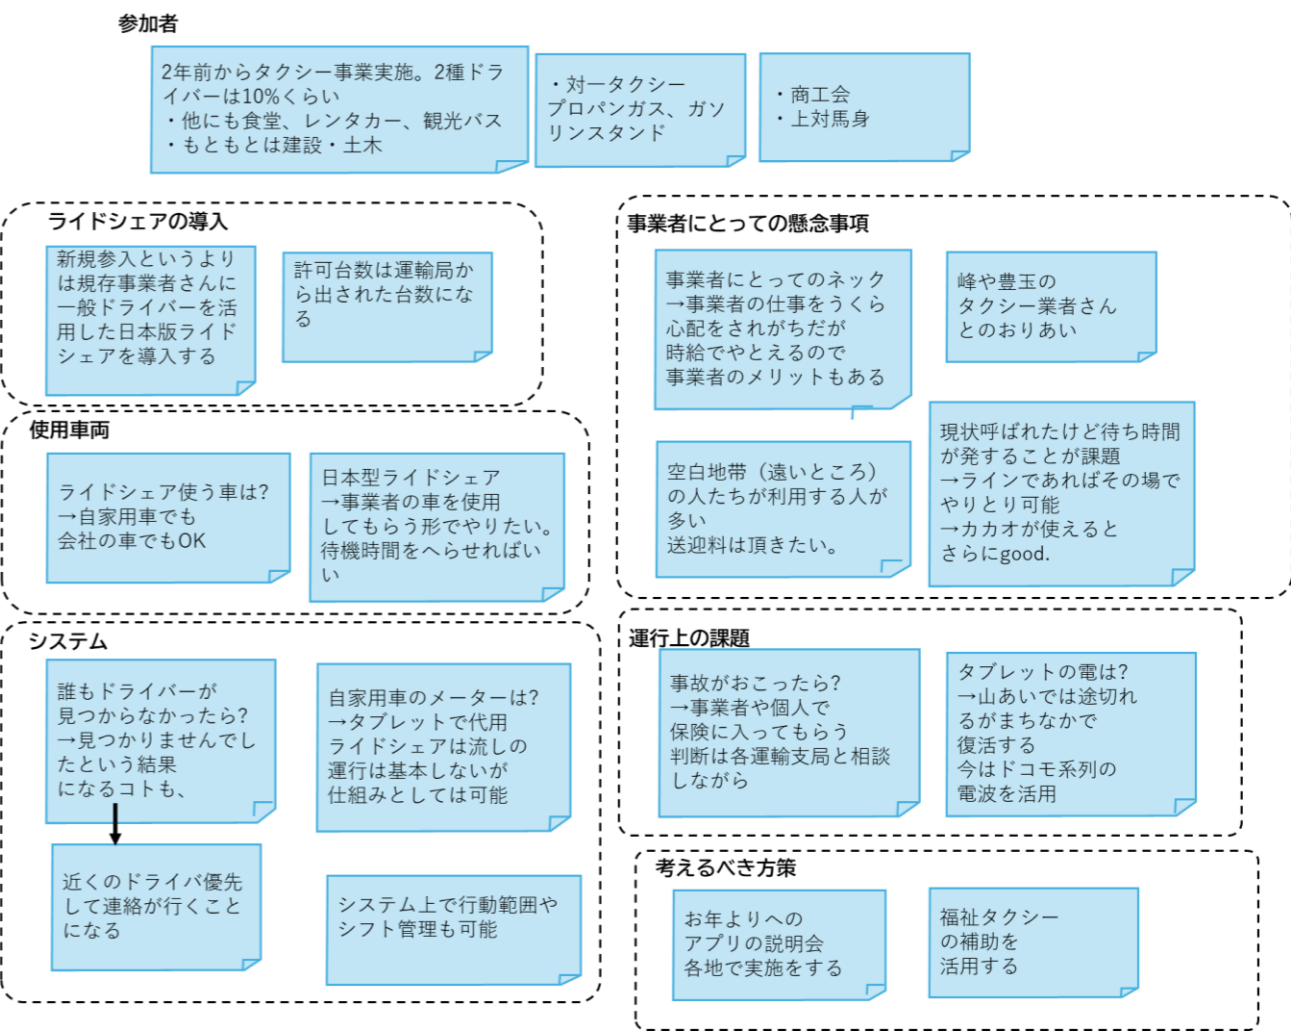 参加者
2年前からタクシー事業実施。2種ドラ
イバーは10%くらい
・他にも食堂、レンタカー、観光バス
・もともとは建設・土木
・対一タクシー
プロパンガス、ガソ
リンスタンド
・商工会
・上対馬身
ライドシェアの導入
新規参入というより
は規存事業者さんに
一般ドライバーを活
用した日本版ライド
シェアを導入する
許可台数は運輸局か
ら出された台数にな
る
使用車両
ライドシェア使う車は?
→自家用車でも
会社の車でもOK
日本型ライドシェア
→事業者の車を使用
してもらう形でやりたい。
待機時間をへらせればい
い
システム
誰もドライバーが
見つからなかったら?
→見つかりませんでし
たという結果
になるコトも、
近くのドライバ優先
して連絡が行くこと
になる
自家用車のメーターは?
→タブレットで代用
ライドシェアは流しの
運行は基本しないが
仕組みとしては可能
システム上で行動範囲や
シフト管理も可能
事業者にとっての懸念事項
事業者にとってのネック
→事業者の仕事をうくら
心配をされがちだが
時給でやとえるので
事業者のメリットもある
峰や豊玉の
タクシー業者さん
とのおりあい
空白地帯（遠いところ）
の人たちが利用する人が
多い
送迎料は頂きたい。
現状呼ばれたけど待ち時間
が発することが課題
→ラインであればその場で
やりとり可能
→カカオが使えると
さらにgood.
運行上の課題
事故がおこったら?
→事業者や個人で
保険に入ってもらう
判断は各運輸支局と相談
しながら
タブレットの電は?
→山あいでは途切れ
るがまちなかで
復活する
今はドコモ系列の
電波を活用
考えるべき方策
お年よりへの
アプリの説明会
各地で実施をする
福祉タクシー
の補助を
活用する